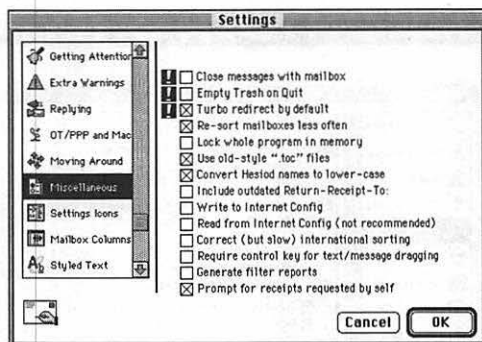 Settings
Getting Attention
Extra Warnings
Replying
OT/PPP and Mac
Moving Around
Miscellaneous
Settings Icons
Mailbox Columns
Styled Text
Close messages with mailbox
Empty Trash on Quit
Turbo redirect by default
Re-sort mailboxes less often
Lock whole program in memory
Use old-style ".toc" files
Convert Hesiod names to lower-case
Include outdated Return-Receipt-To:
Write to Internet Config
Read from Internet Config (not recommended)
Correct (but slow) international sorting
Require control key for text/message dragging
Generate filter reports
Prompt for receipts requested by self
Cancel
OK